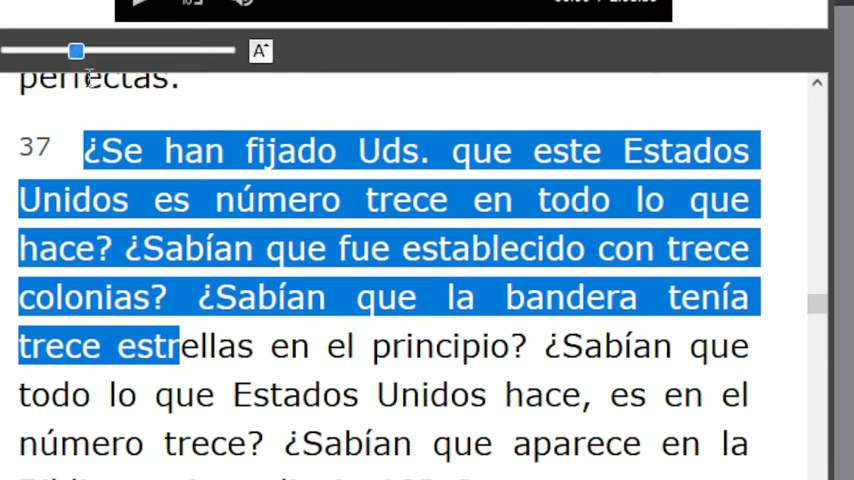 A
perfectas.
37 ¿Se han fijado Uds. que este Estados
Unidos es número trece en todo lo que
hace? ¿Sabían que fue establecido con trece
colonias? ¿Sabían que la bandera tenía
trece estrellas en el principio? ¿Sabían que
todo lo que Estados Unidos hace, es en el
número trece? ¿Sabían que aparece en la